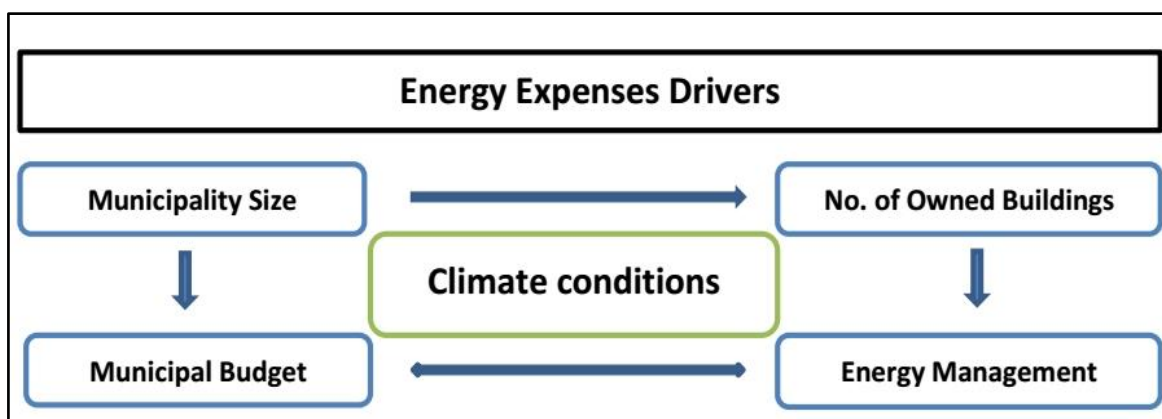 Energy Expenses Drivers
Municipality Size
No. of Owned Buildings
Climate conditions
Municipal Budget
Energy Management